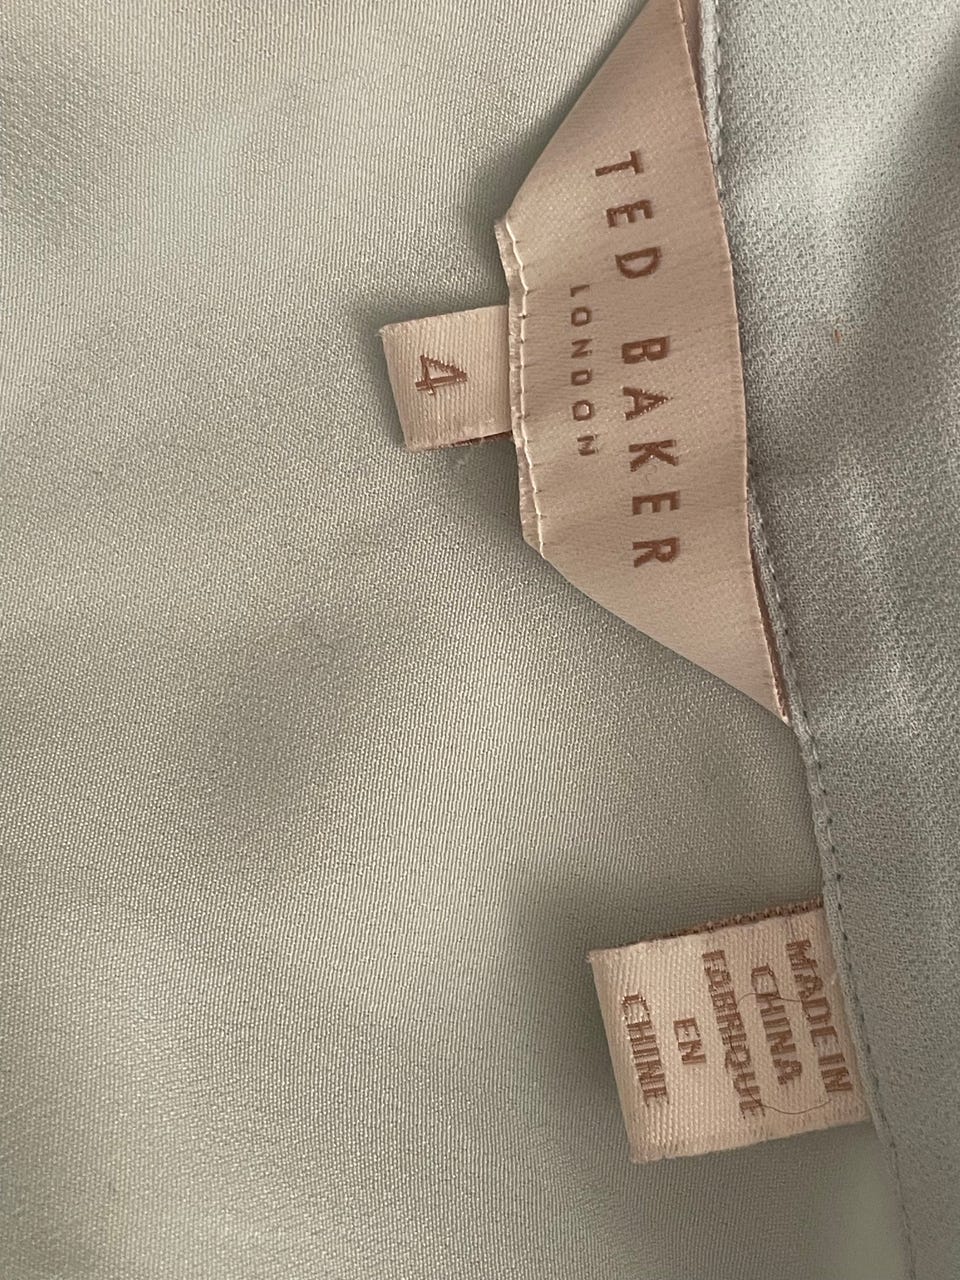 TED BAKER
LONDON
4
MADE IN
CHINA
FABRIQUE
EN
CHINE